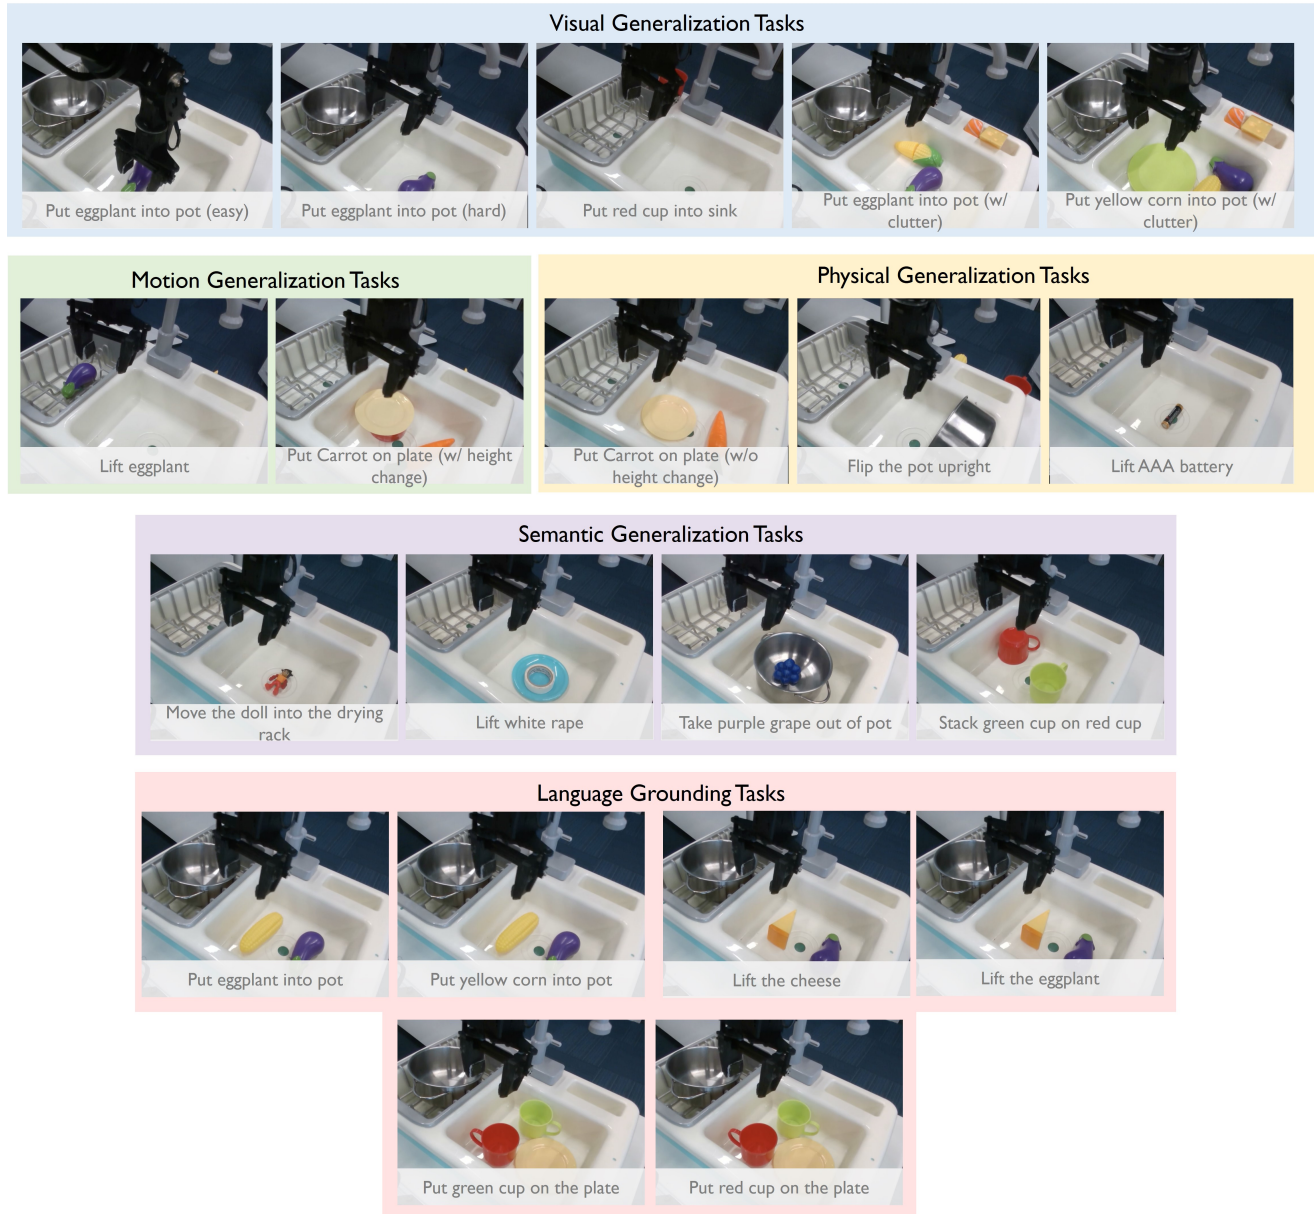 Visual Generalization Tasks
Put eggplant into pot (easy)
Put eggplant into pot (hard)
Put red cup into sink
Put eggplant into pot (w/
clutter)
Put yellow corn into pot (w/
clutter)
Motion Generalization Tasks
Lift eggplant
Put Carrot on plate (w/ height
change)
Physical Generalization Tasks
Put Carrot on plate (w/o
height change)
Flip the pot upright
Lift AAA battery
Semantic Generalization Tasks
Move the doll into the drying
rack
Lift white rape
Take purple grape out of pot
Stack green cup on red cup
Language Grounding Tasks
Put eggplant into pot
Put yellow corn into pot
Lift the cheese
Lift the eggplant
Put green cup on the plate
Put red cup on the plate